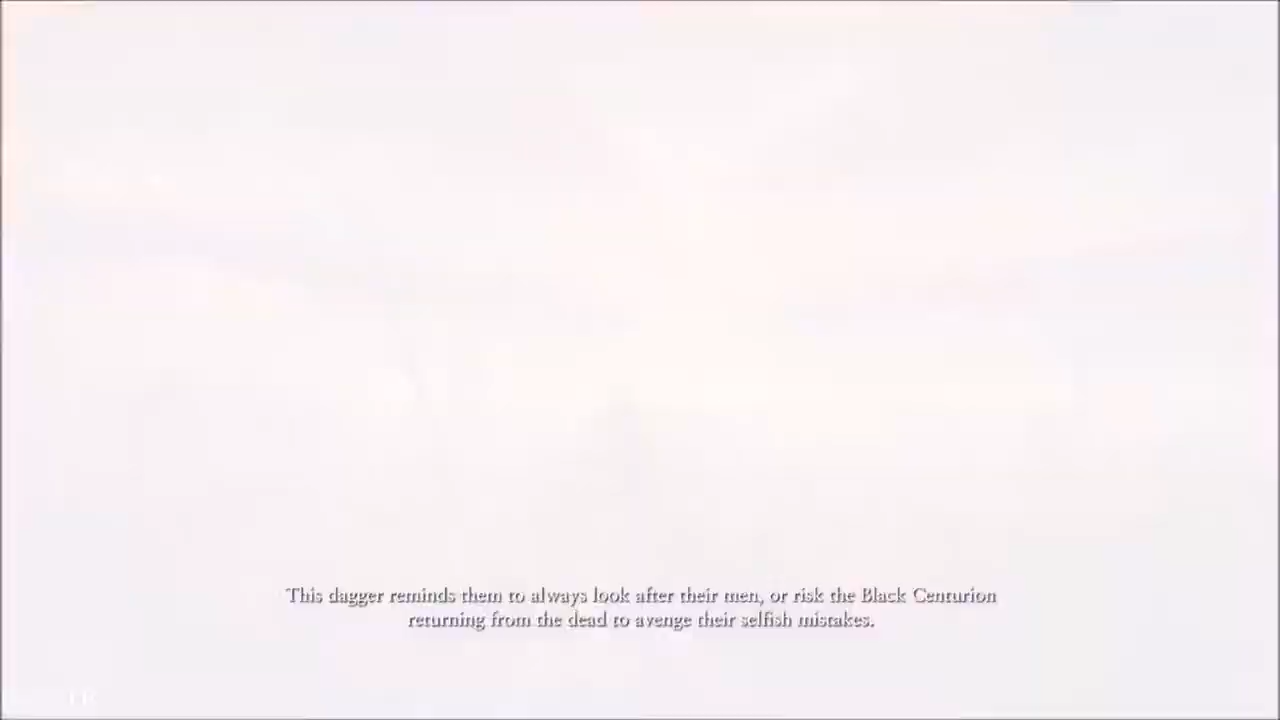 This dagger reminds them to always look after their men, or risk the Black Centurion
returning from the dead to avenge their selfish mistakes.